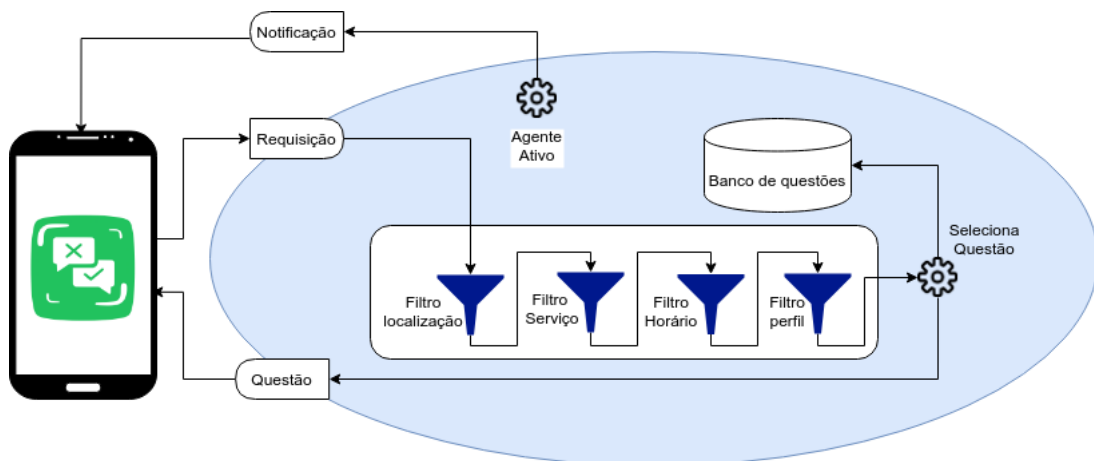 Notificação
Requisição
Agente
Ativo
Banco de questões
Seleciona
Questão
Filtro
localização
Filtro
Serviço
Filtro
Horário
Filtro
perfil
Questão